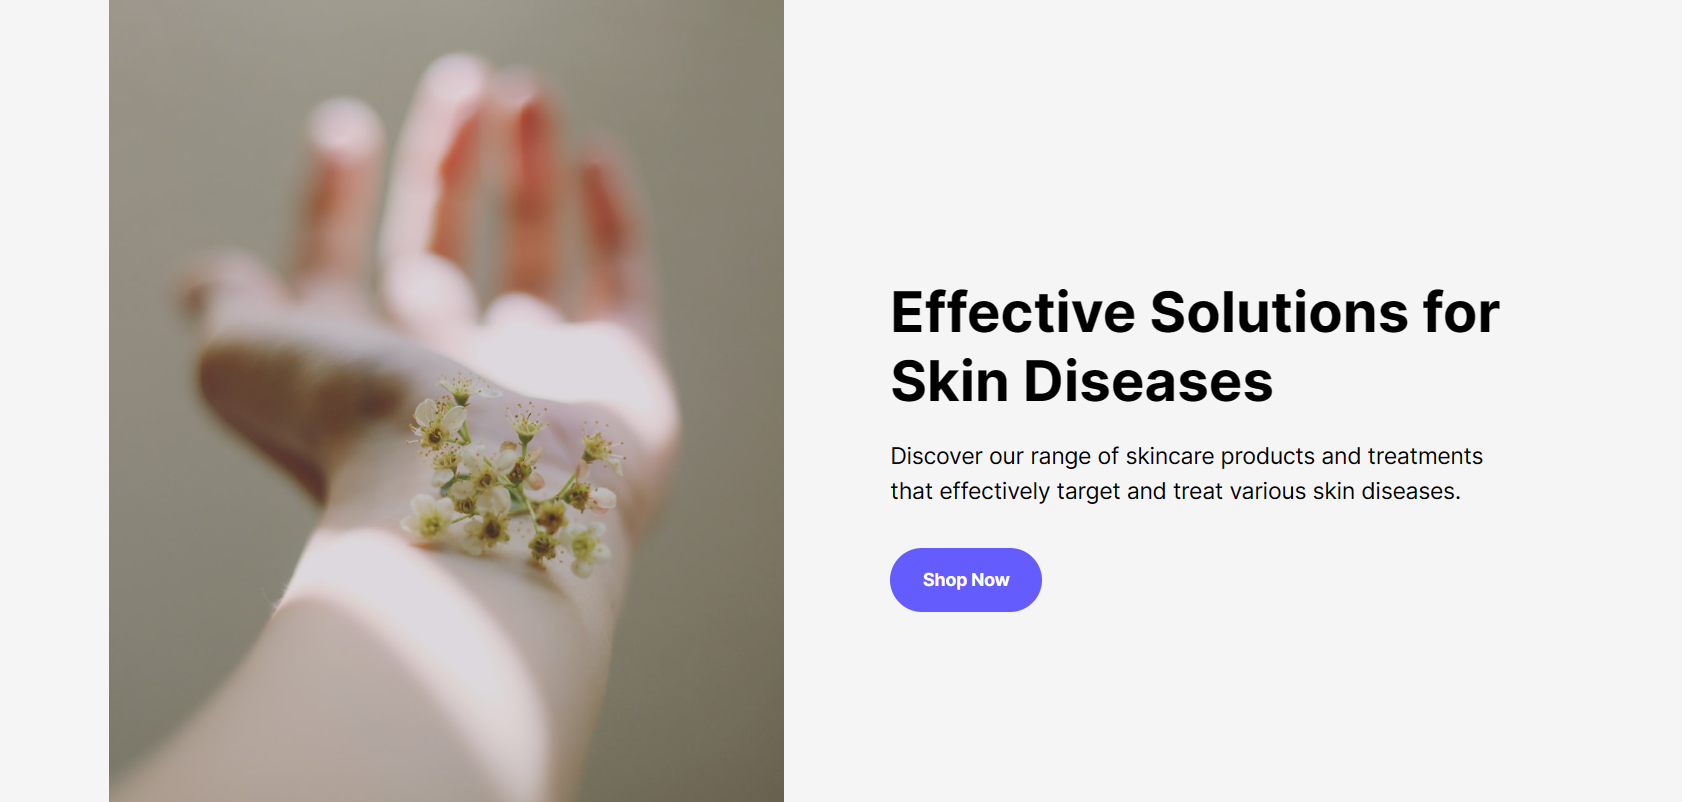 Effective Solutions for
Skin Diseases
Discover our range of skincare products and treatments
that effectively target and treat various skin diseases.
Shop Now